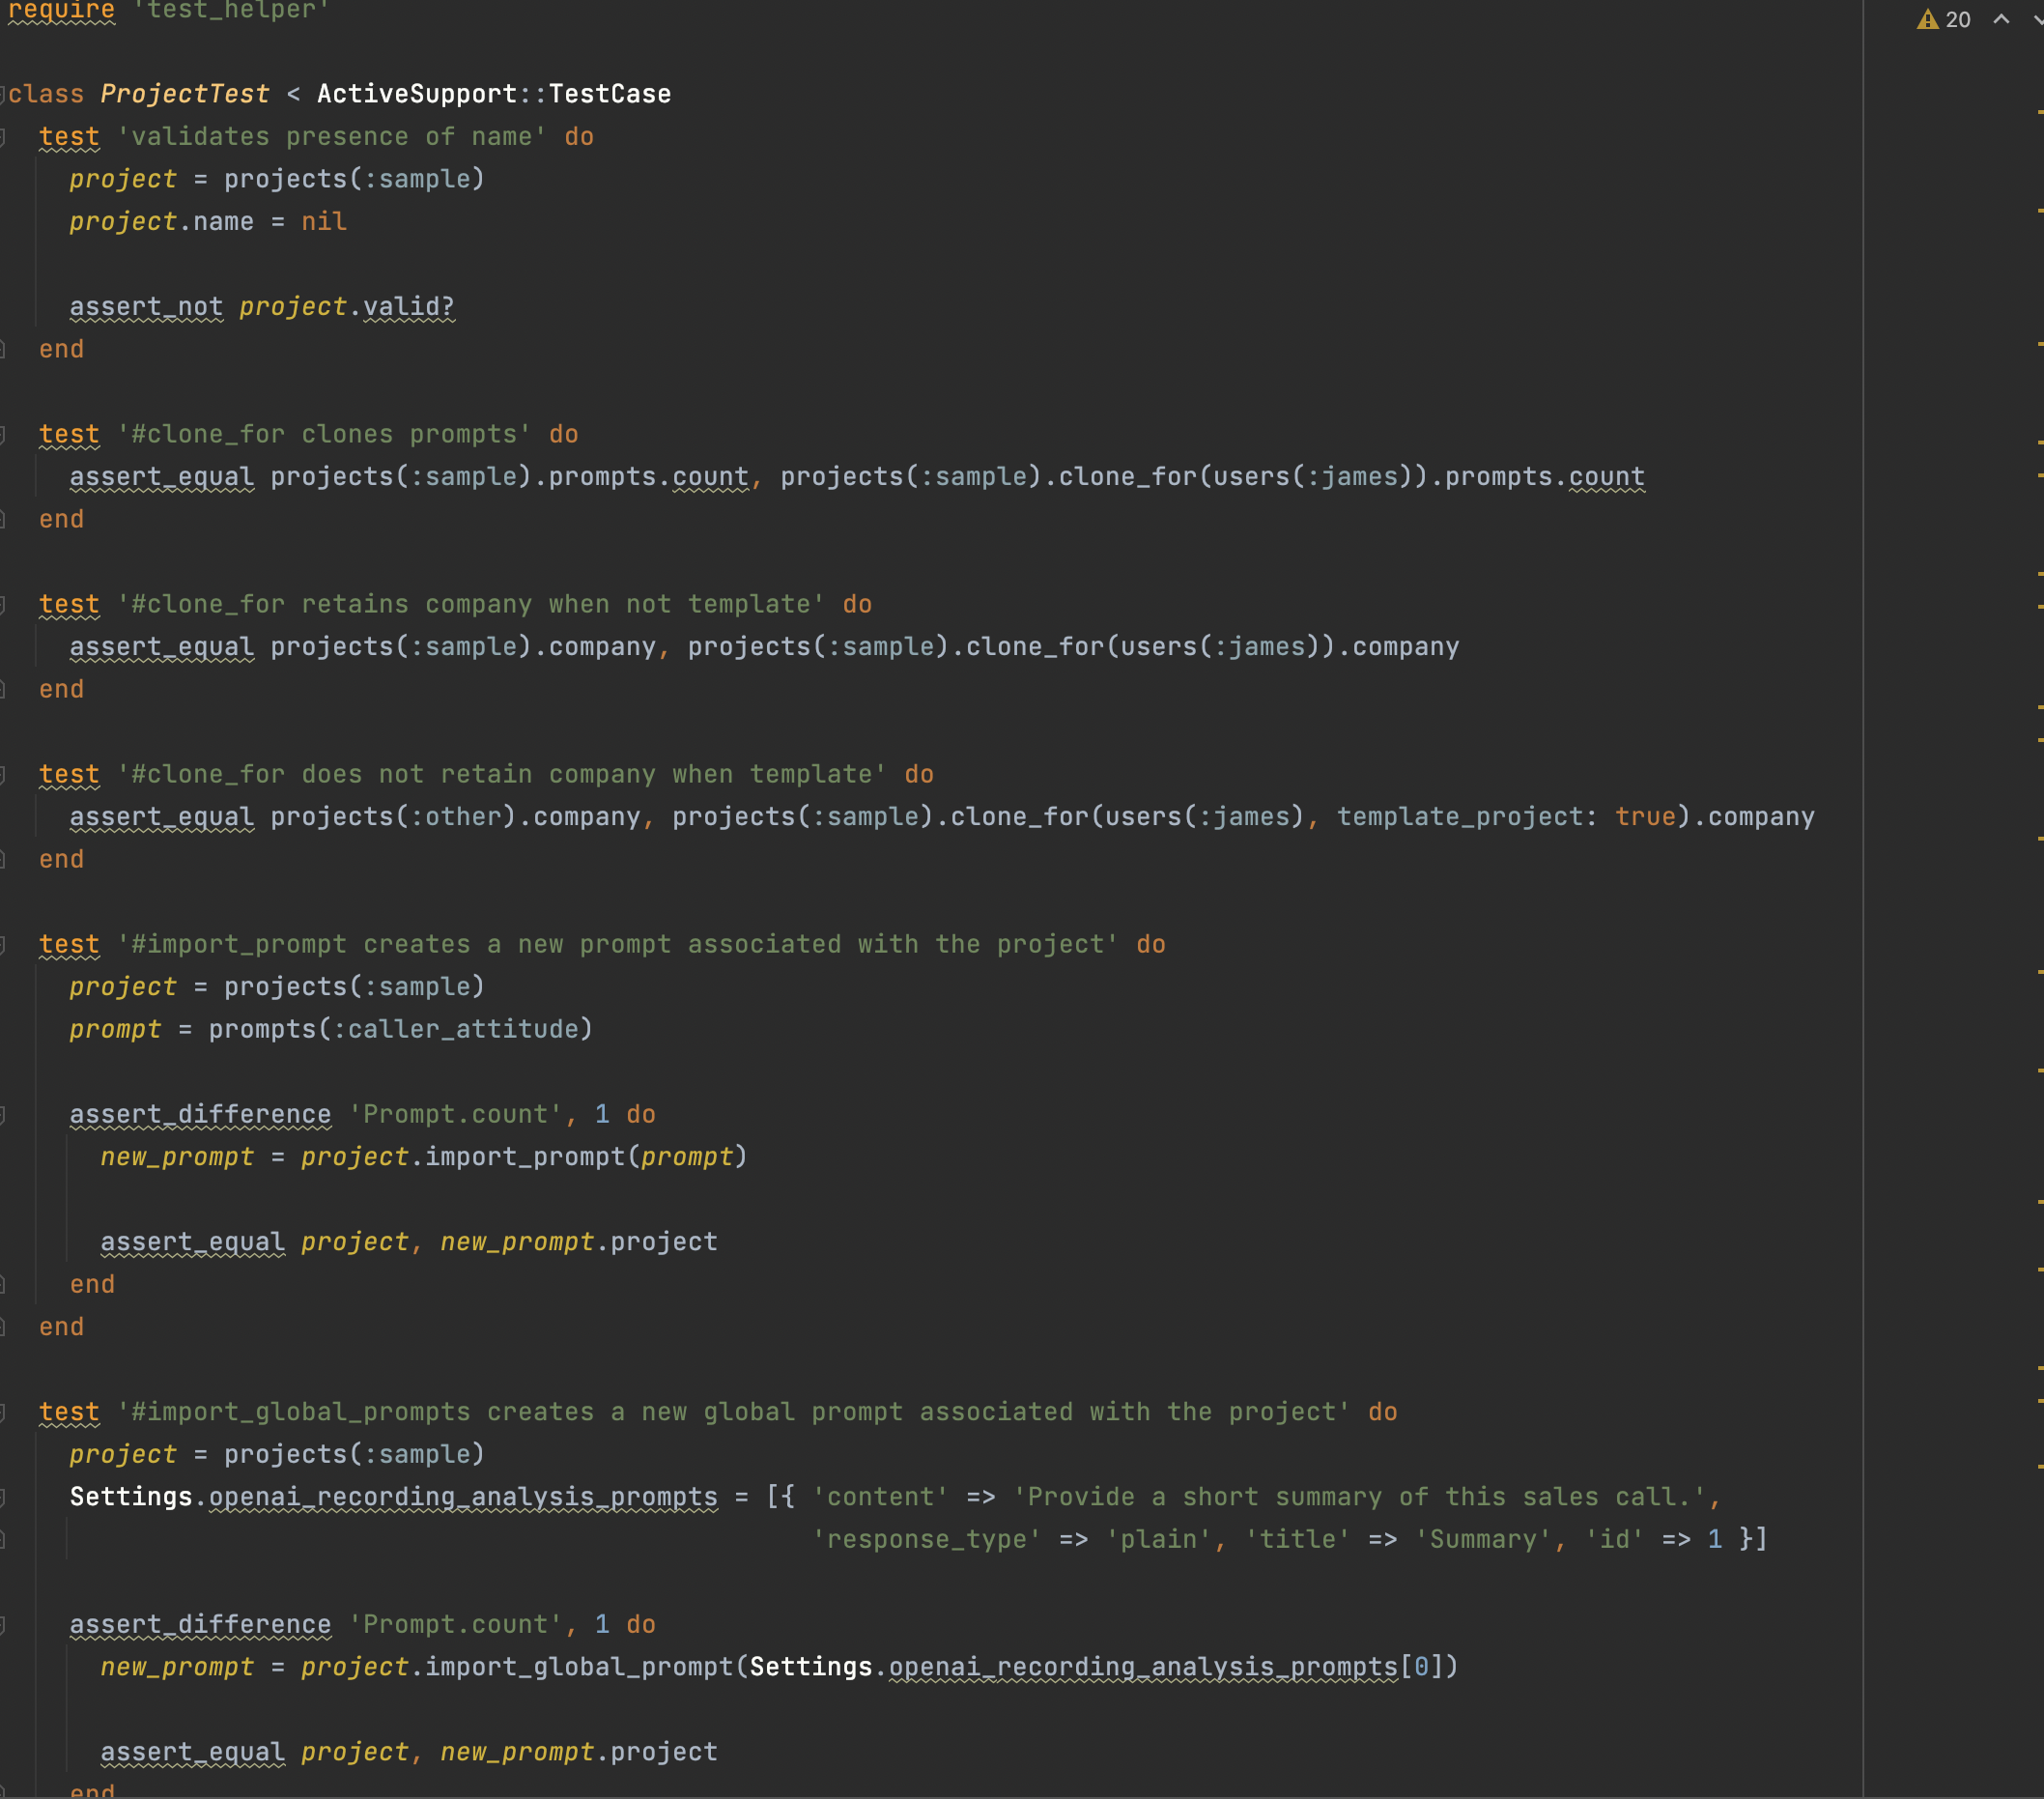 require 'test_helper'
20
class ProjectTest < ActiveSupport::TestCase
  test 'validates presence of name' do
    project = projects(:sample)
    project.name = nil

    assert_not project.valid?
  end

  test '#clone_for clones prompts' do
    assert_equal projects(:sample).prompts.count, projects(:sample).clone_for(users(:james)).prompts.count
  end

  test '#clone_for retains company when not template' do
    assert_equal projects(:sample).company, projects(:sample).clone_for(users(:james)).company
  end

  test '#clone_for does not retain company when template' do
    assert_equal projects(:other).company, projects(:sample).clone_for(users(:james), template_project: true).company
  end

  test '#import_prompt creates a new prompt associated with the project' do
    project = projects(:sample)
    prompt = prompts(:caller_attitude)

    assert_difference 'Prompt.count', 1 do
      new_prompt = project.import_prompt(prompt)

      assert_equal project, new_prompt.project
    end
  end

  test '#import_global_prompts creates a new global prompt associated with the project' do
    project = projects(:sample)
    Settings.openai_recording_analysis_prompts = [{ 'content' => 'Provide a short summary of this sales call.',
                                                    'response_type' => 'plain', 'title' => 'Summary', 'id' => 1 }]

    assert_difference 'Prompt.count', 1 do
      new_prompt = project.import_global_prompt(Settings.openai_recording_analysis_prompts[0])

      assert_equal project, new_prompt.project
    end